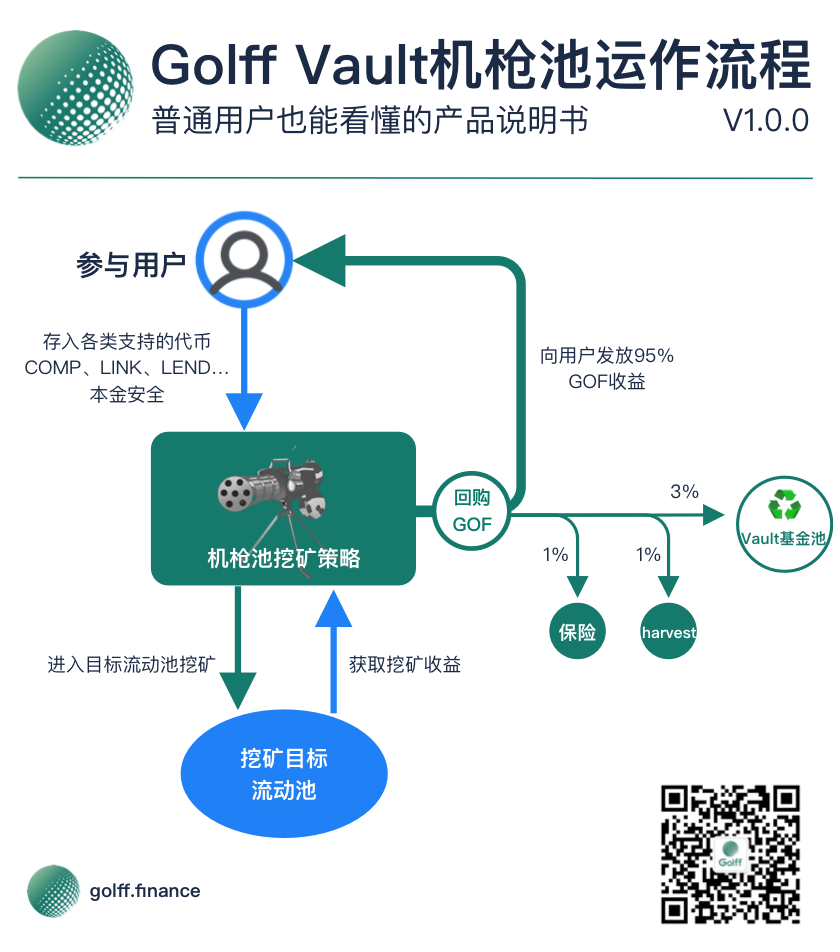 Golff Vault机枪池运作流程
普通用户也能看懂的产品说明书
V1.0.0
参与用户
存入各类支持的代币
COMP、LINK、LEND...
本金安全
向用户发放95%
GOF收益
机枪池挖矿策略
回购
GOF
3%
Vault基金池
1%
1%
保险
harvest
进入目标流动池挖矿
获取挖矿收益
挖矿目标
流动池
Golff
golff.finance